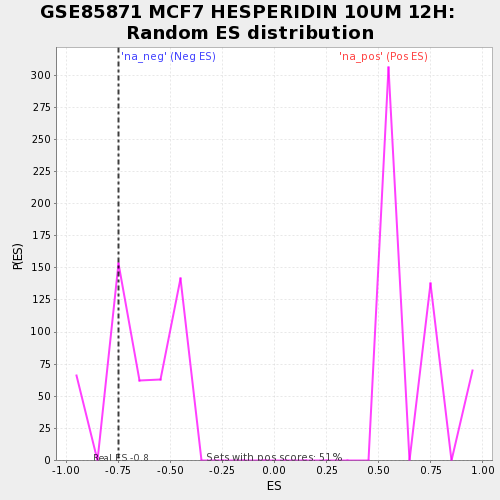 GSE85871 MCF7 HESPERIDIN 10UM 12H:
Random ES distribution
'na_neg' (Neg ES)
'na_pos' (Pos ES)
300
275
250
225
200
175
150
125
100
75
50
25
0
P(ES)
Real ES -0.8
Sets with pos scores: 51%
-1.00 -0.75 -0.50 -0.25 0.00 0.25 0.50 0.75 1.00
ES